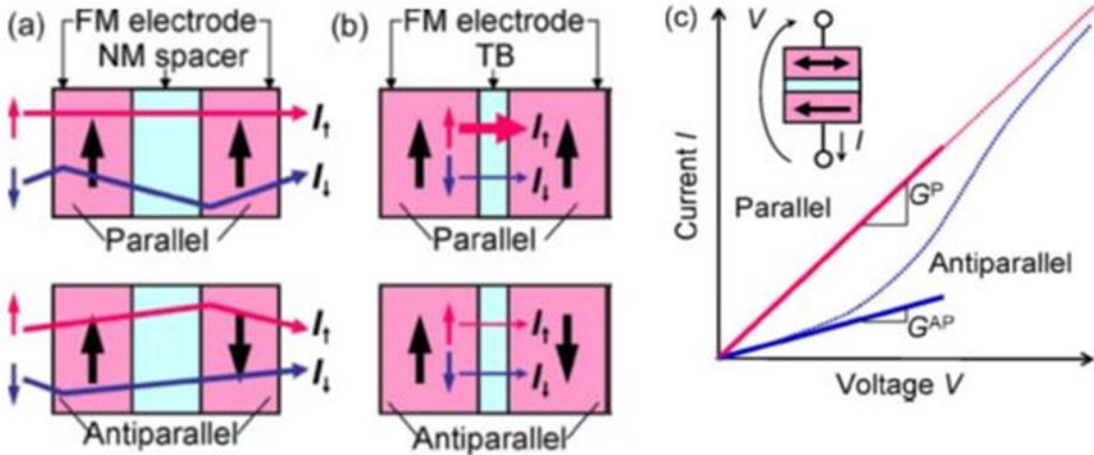 (a) FM electrode
NM spacer
I↑
I↓
Parallel
I↑
I↓
Antiparallel
(b) FM electrode
TB
I↑
I↓
Parallel
I↑
I↓
Antiparallel
(c)
V
I
Current I
Parallel
G^P
Antiparallel
G^AP
Voltage V